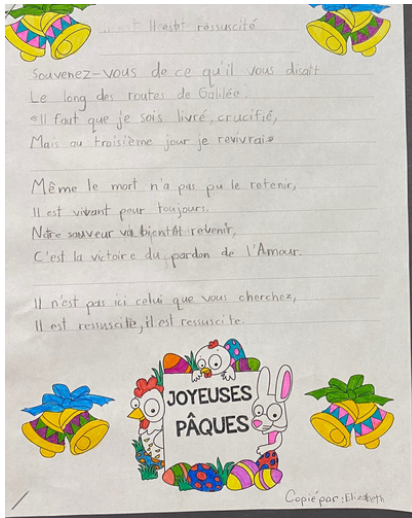 Il est ressuscité
Souvenez-vous de ce qu'il vous disait
Le long des routes de Galilée:
«Il faut que je sois livré, crucifié,
Mais au troisième jour je revivrai»
Même le mort n'a pas pu le retenir,
Il est vivant pour toujours.
Notre sauveur va bientôt revenir,
C'est la victoire du pardon de l'Amour.
Il n'est pas ici celui que vous cherchez,
Il est ressuscité, il est ressuscité.
JOYEUSES
PÂQUES
Copié par : Elizabeth